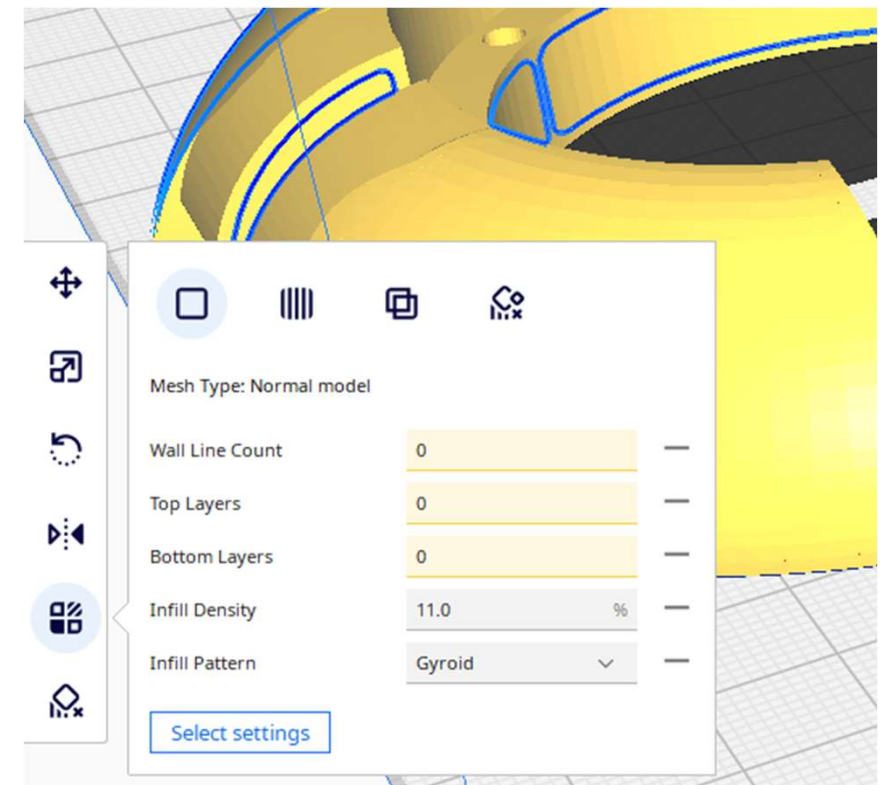 Mesh Type: Normal model
Wall Line Count 0
Top Layers 0
Bottom Layers 0
Infill Density 11.0 %
Infill Pattern Gyroid
Select settings